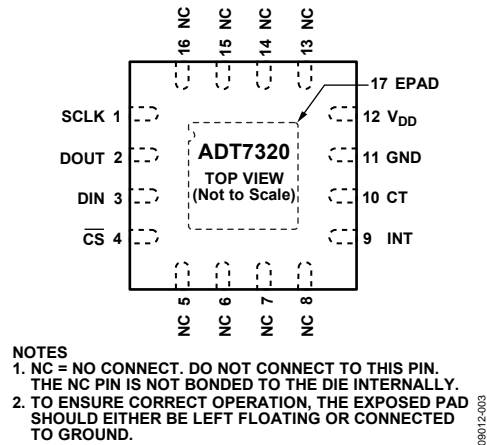 16 NC
15 NC
14 NC
13 NC
17 EPAD
SCLK 1
12 VDD
ADT7320
DOUT 2
11 GND
TOP VIEW
(Not to Scale)
DIN 3
10 CT
CS 4
9 INT
NC 5
NC 6
NC 7
NC 8
NOTES
1. NC = NO CONNECT. DO NOT CONNECT TO THIS PIN.
THE NC PIN IS NOT BONDED TO THE DIE INTERNALLY.
2. TO ENSURE CORRECT OPERATION, THE EXPOSED PAD
SHOULD EITHER BE LEFT FLOATING OR CONNECTED
TO GROUND.
09012-003